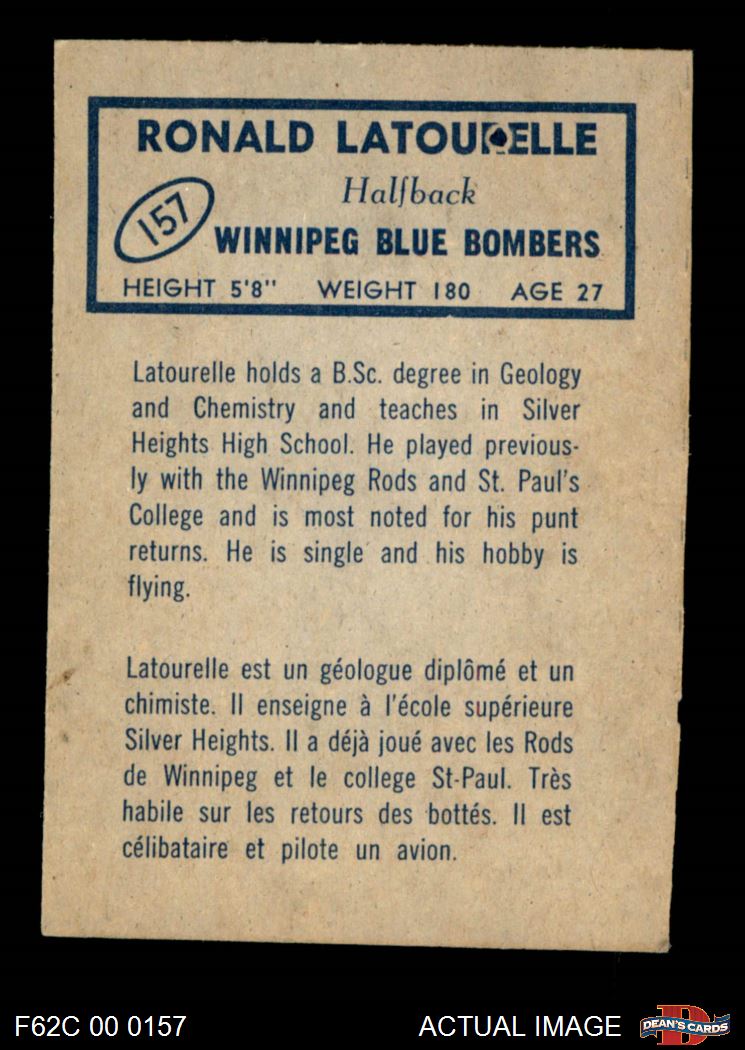 RONALD LATOURELLE
Halfback
157
WINNIPEG BLUE BOMBERS
HEIGHT 5'8" WEIGHT 180 AGE 27
Latourelle holds a B.Sc. degree in Geology
and Chemistry and teaches in Silver
Heights High School. He played previous-
ly with the Winnipeg Rods and St. Paul's
College and is most noted for his punt
returns. He is single and his hobby is
flying.
Latourelle est un géologue diplômé et un
chimiste. Il enseigne à l'école supérieure
Silver Heights. Il a déjà joué avec les Rods
de Winnipeg et le college St-Paul. Très
habile sur les retours des bottés. Il est
célibataire et pilote un avion.
F62C 00 0157 ACTUAL IMAGE
D DEAN'S CARDS